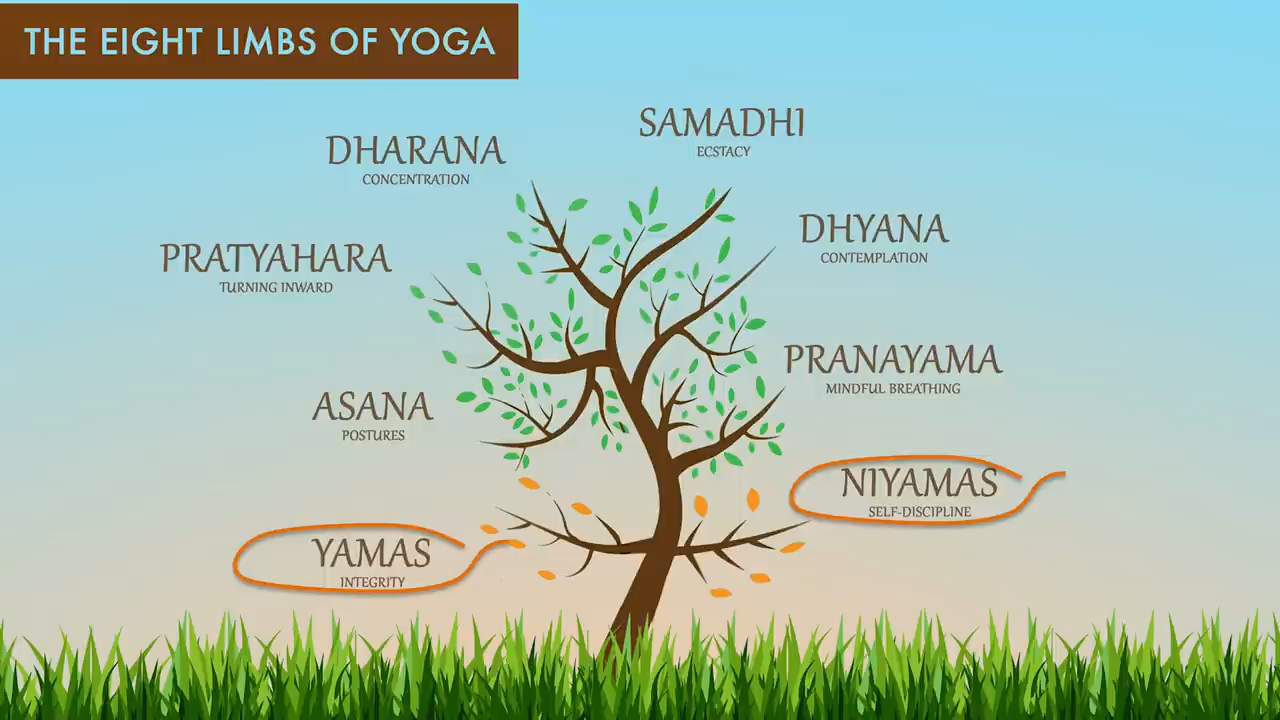 THE EIGHT LIMBS OF YOGA
SAMADHI
ECSTACY
DHARANA
CONCENTRATION
DHYANA
CONTEMPLATION
PRATYAHARA
TURNING INWARD
PRANAYAMA
MINDFUL BREATHING
ASANA
POSTURES
NIYAMAS
SELF-DISCIPLINE
YAMAS
INTEGRITY